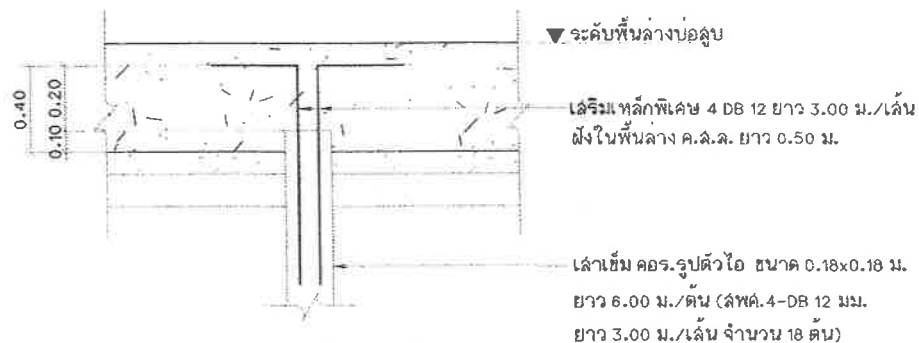 ▼ ระดับพื้นล่างบ่อสูบ
0.40
0.20
0.10
เสริมเหล็กพิเศษ 4 DB 12 ยาว 3.00 ม./เส้น
ฝังในพื้นล่าง ค.ส.ล. ยาว 0.50 ม.
เสาเข็ม คอร.รูปตัวไอ ขนาด 0.18x0.18 ม.
ยาว 6.00 ม./ต้น (สพค.4-DB 12 มม.
ยาว 3.00 ม./เส้น จำนวน 18 ต้น)